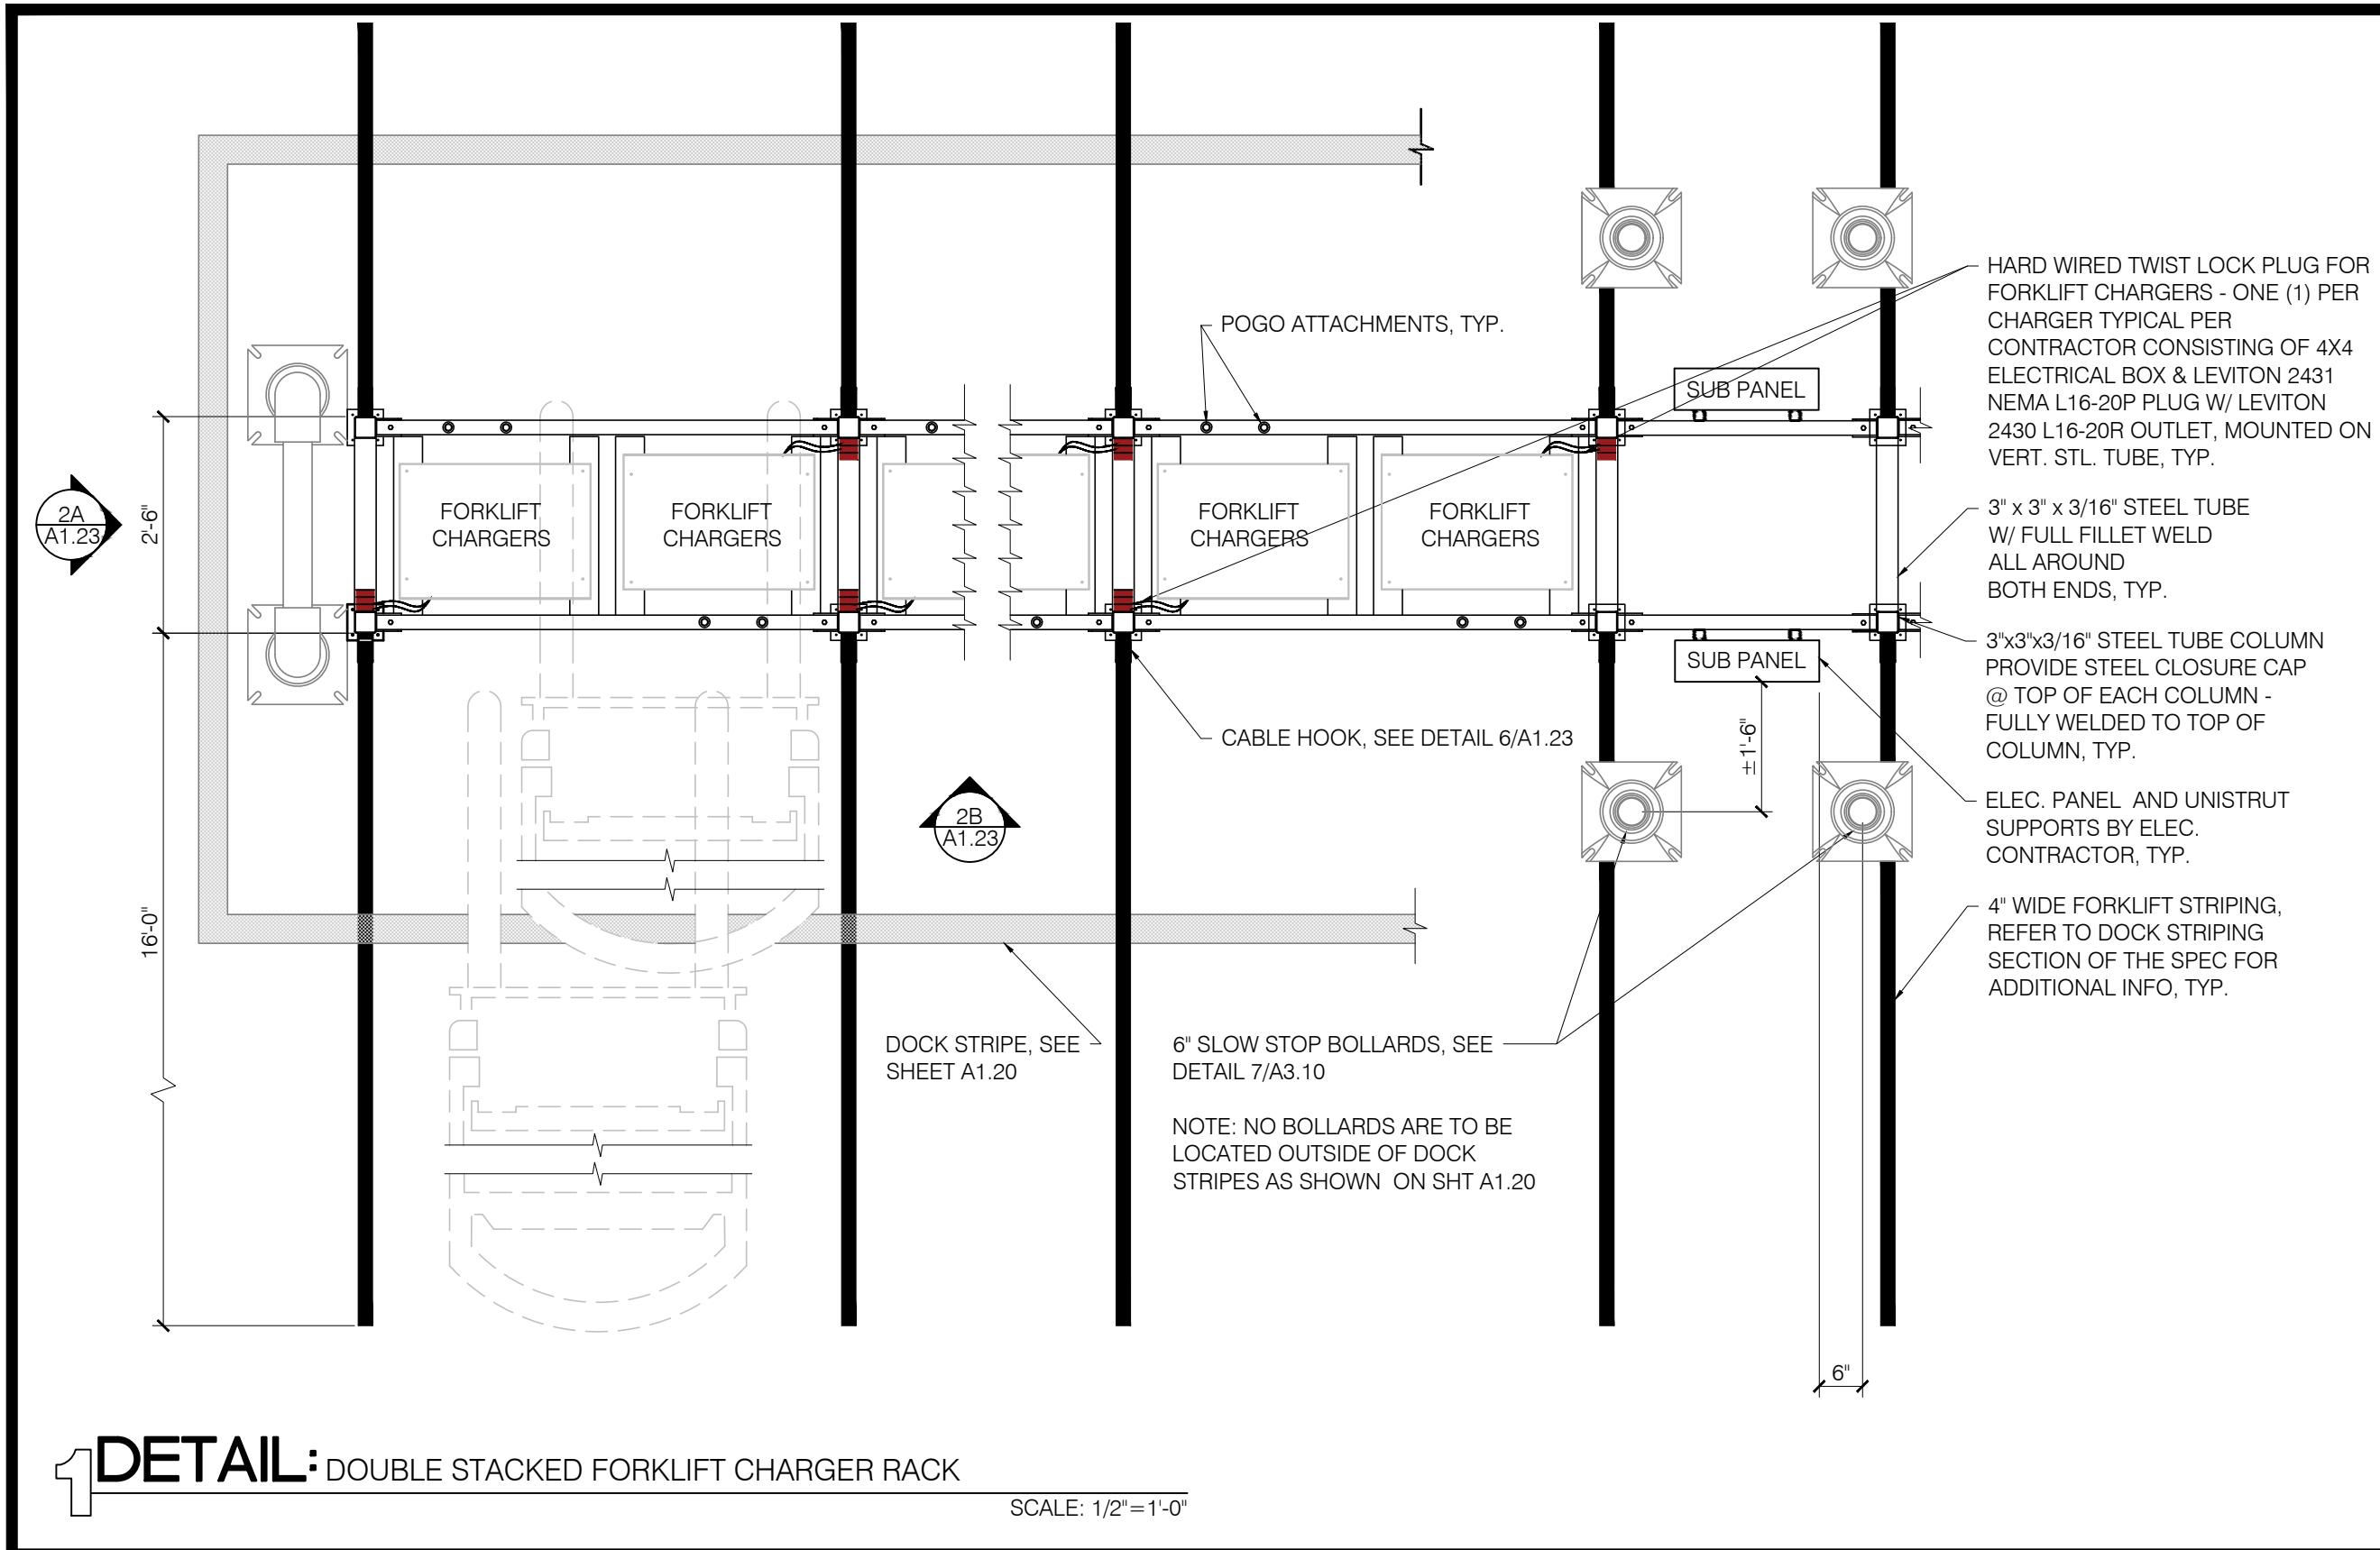 HARD WIRED TWIST LOCK PLUG FOR
FORKLIFT CHARGERS - ONE (1) PER
CHARGER TYPICAL PER
CONTRACTOR CONSISTING OF 4X4
ELECTRICAL BOX & LEVITON 2431
NEMA L16-20P PLUG W/ LEVITON
2430 L16-20R OUTLET, MOUNTED ON
VERT. STL. TUBE, TYP.
POGO ATTACHMENTS, TYP.
SUB PANEL
2A
A1.23
2'-6"
FORKLIFT
CHARGERS
FORKLIFT
CHARGERS
FORKLIFT
CHARGERS
FORKLIFT
CHARGERS
3" x 3" x 3/16" STEEL TUBE
W/ FULL FILLET WELD
ALL AROUND
BOTH ENDS, TYP.
3"x3"x3/16" STEEL TUBE COLUMN
PROVIDE STEEL CLOSURE CAP
@ TOP OF EACH COLUMN -
FULLY WELDED TO TOP OF
COLUMN, TYP.
SUB PANEL
CABLE HOOK, SEE DETAIL 6/A1.23
±1'-6"
2B
A1.23
ELEC. PANEL AND UNISTRUT
SUPPORTS BY ELEC.
CONTRACTOR, TYP.
16'-0"
4" WIDE FORKLIFT STRIPING,
REFER TO DOCK STRIPING
SECTION OF THE SPEC FOR
ADDITIONAL INFO, TYP.
DOCK STRIPE, SEE
SHEET A1.20
6" SLOW STOP BOLLARDS, SEE
DETAIL 7/A3.10
NOTE: NO BOLLARDS ARE TO BE
LOCATED OUTSIDE OF DOCK
STRIPES AS SHOWN ON SHT A1.20
6"
1 DETAIL: DOUBLE STACKED FORKLIFT CHARGER RACK
SCALE: 1/2"=1'-0"